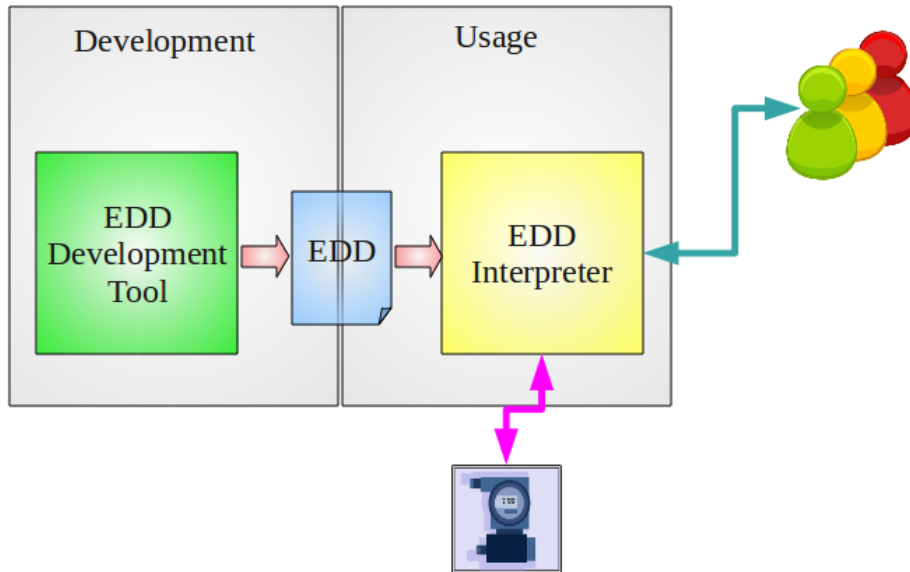 Development
Usage
EDD
Development
Tool
EDD
EDD
Interpreter